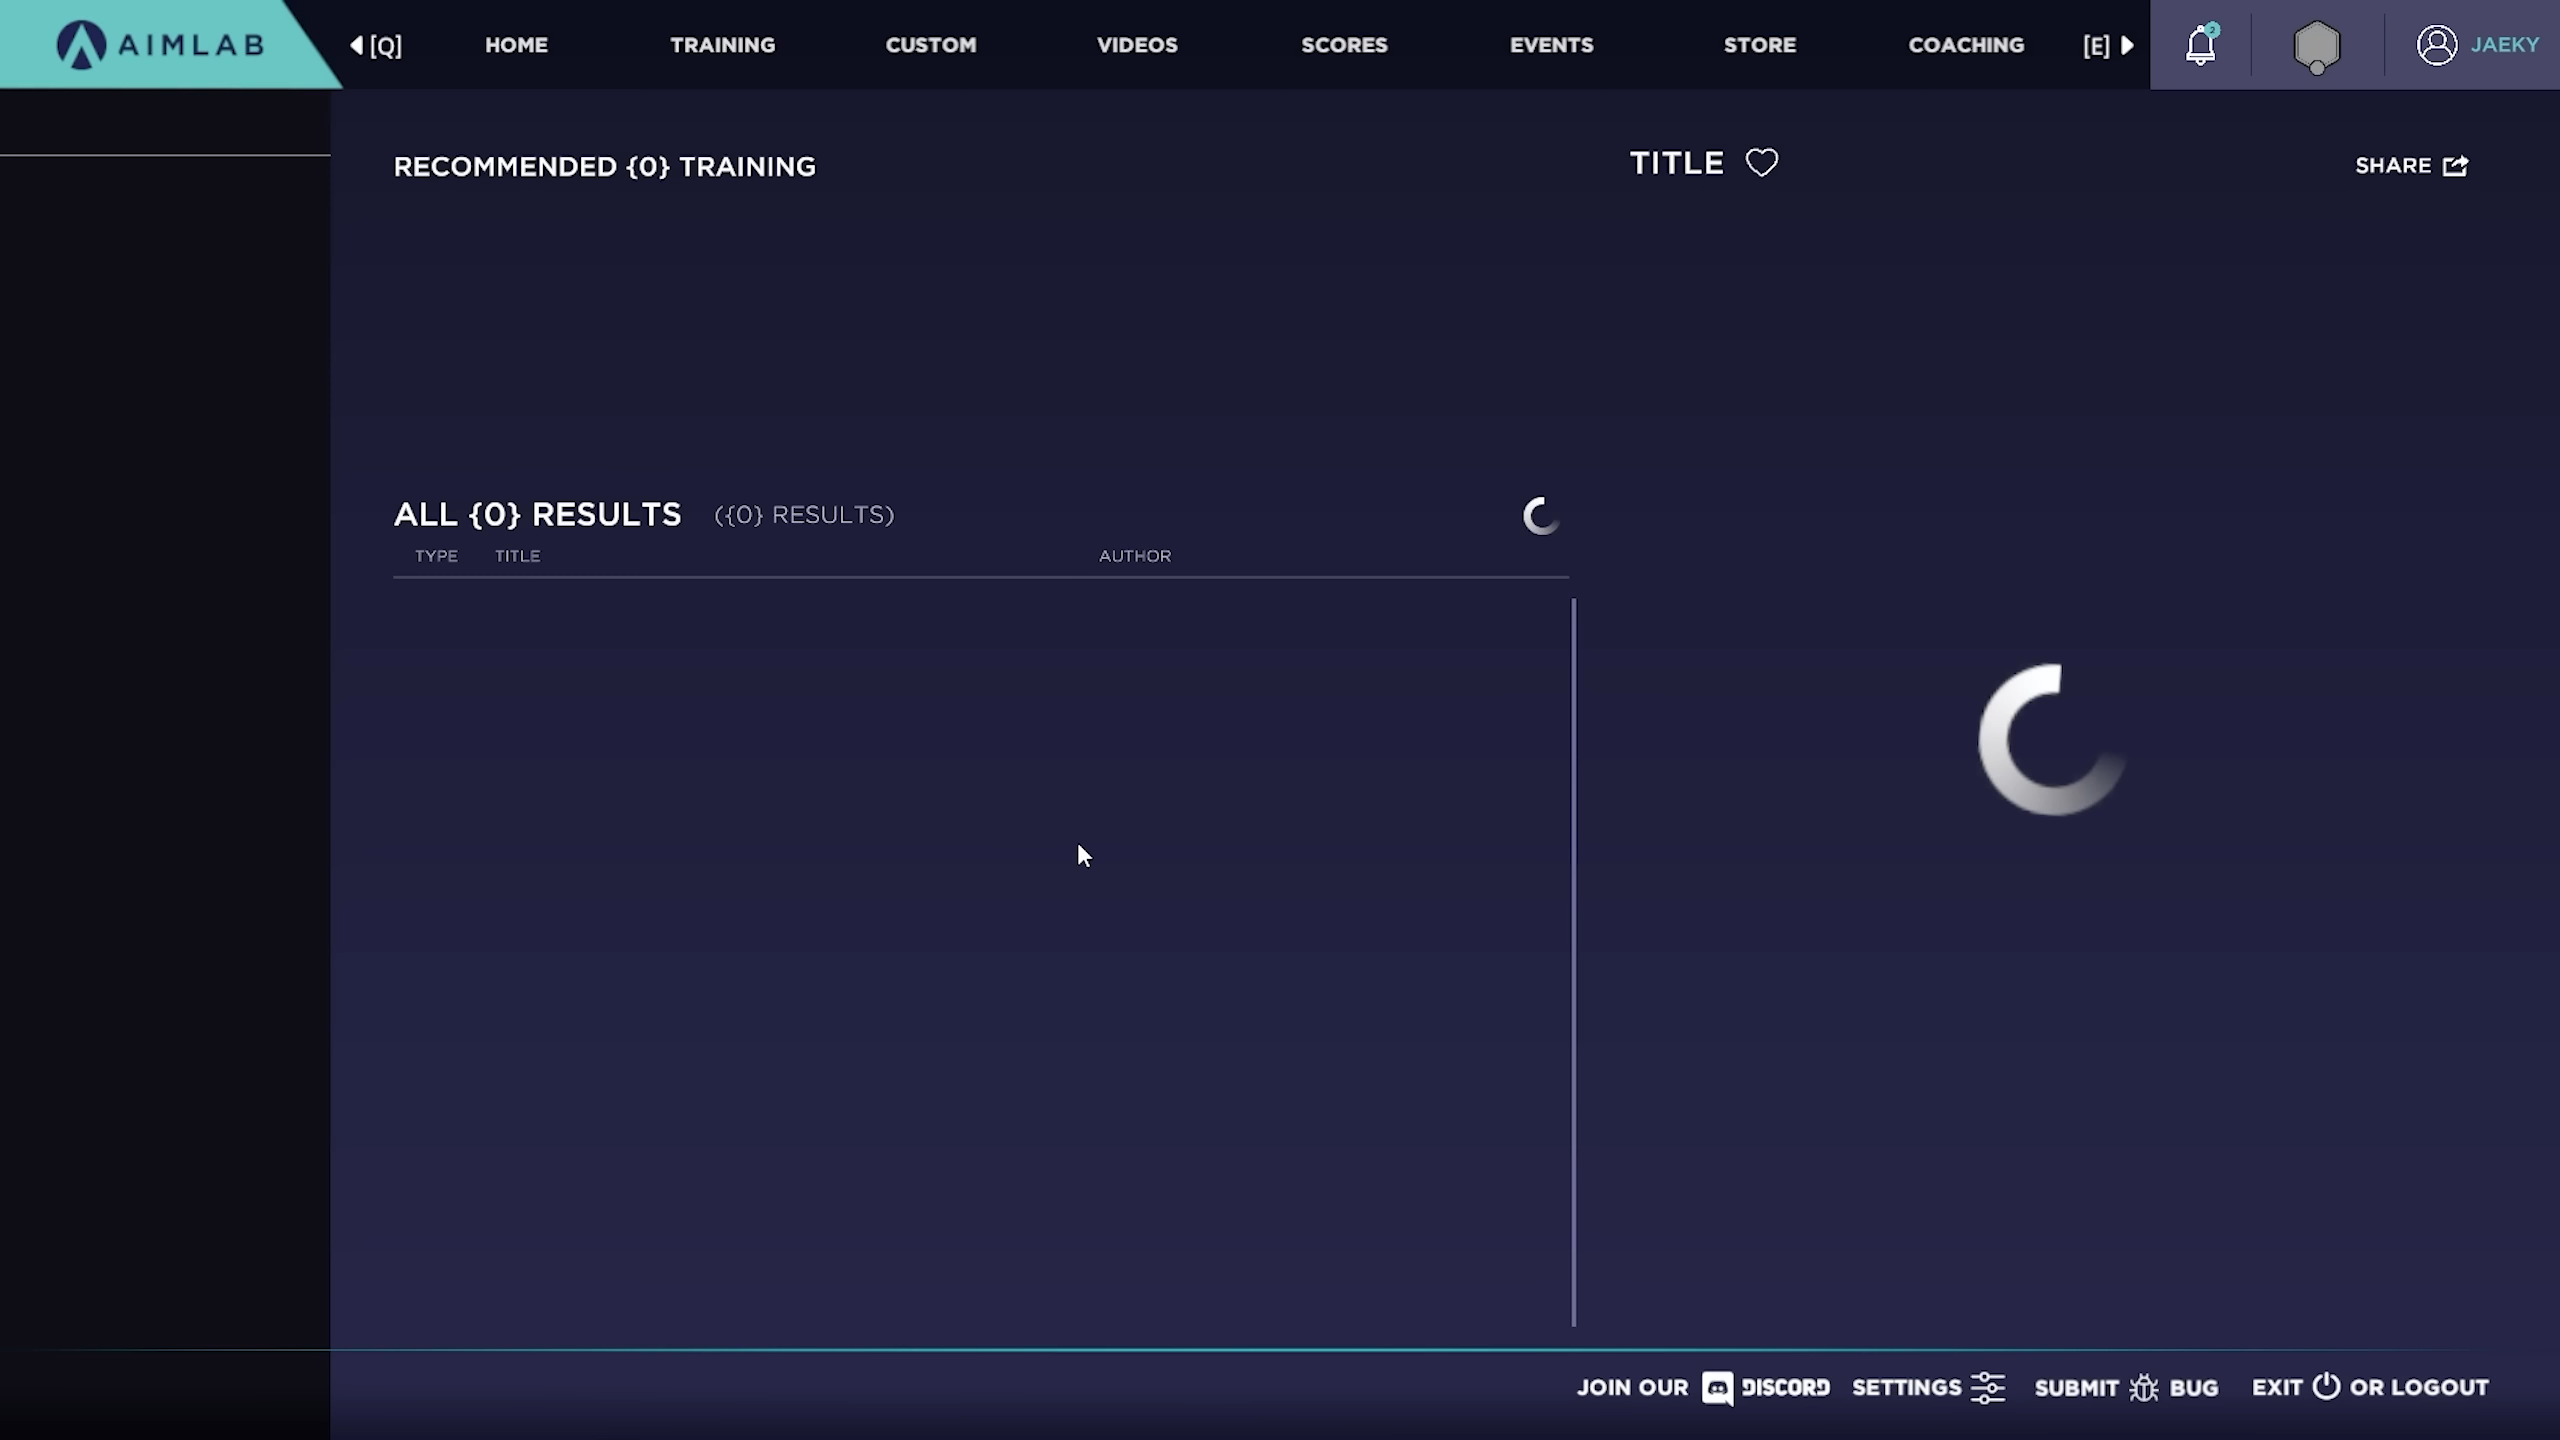 AIMLAB
[Q]
HOME
TRAINING
CUSTOM
VIDEOS
SCORES
EVENTS
STORE
COACHING
[E]
JAEKY
RECOMMENDED {0} TRAINING
TITLE
SHARE
ALL {0} RESULTS ({0} RESULTS)
TYPE TITLE AUTHOR
JOIN OUR DISCORD
SETTINGS
SUBMIT BUG
EXIT OR LOGOUT